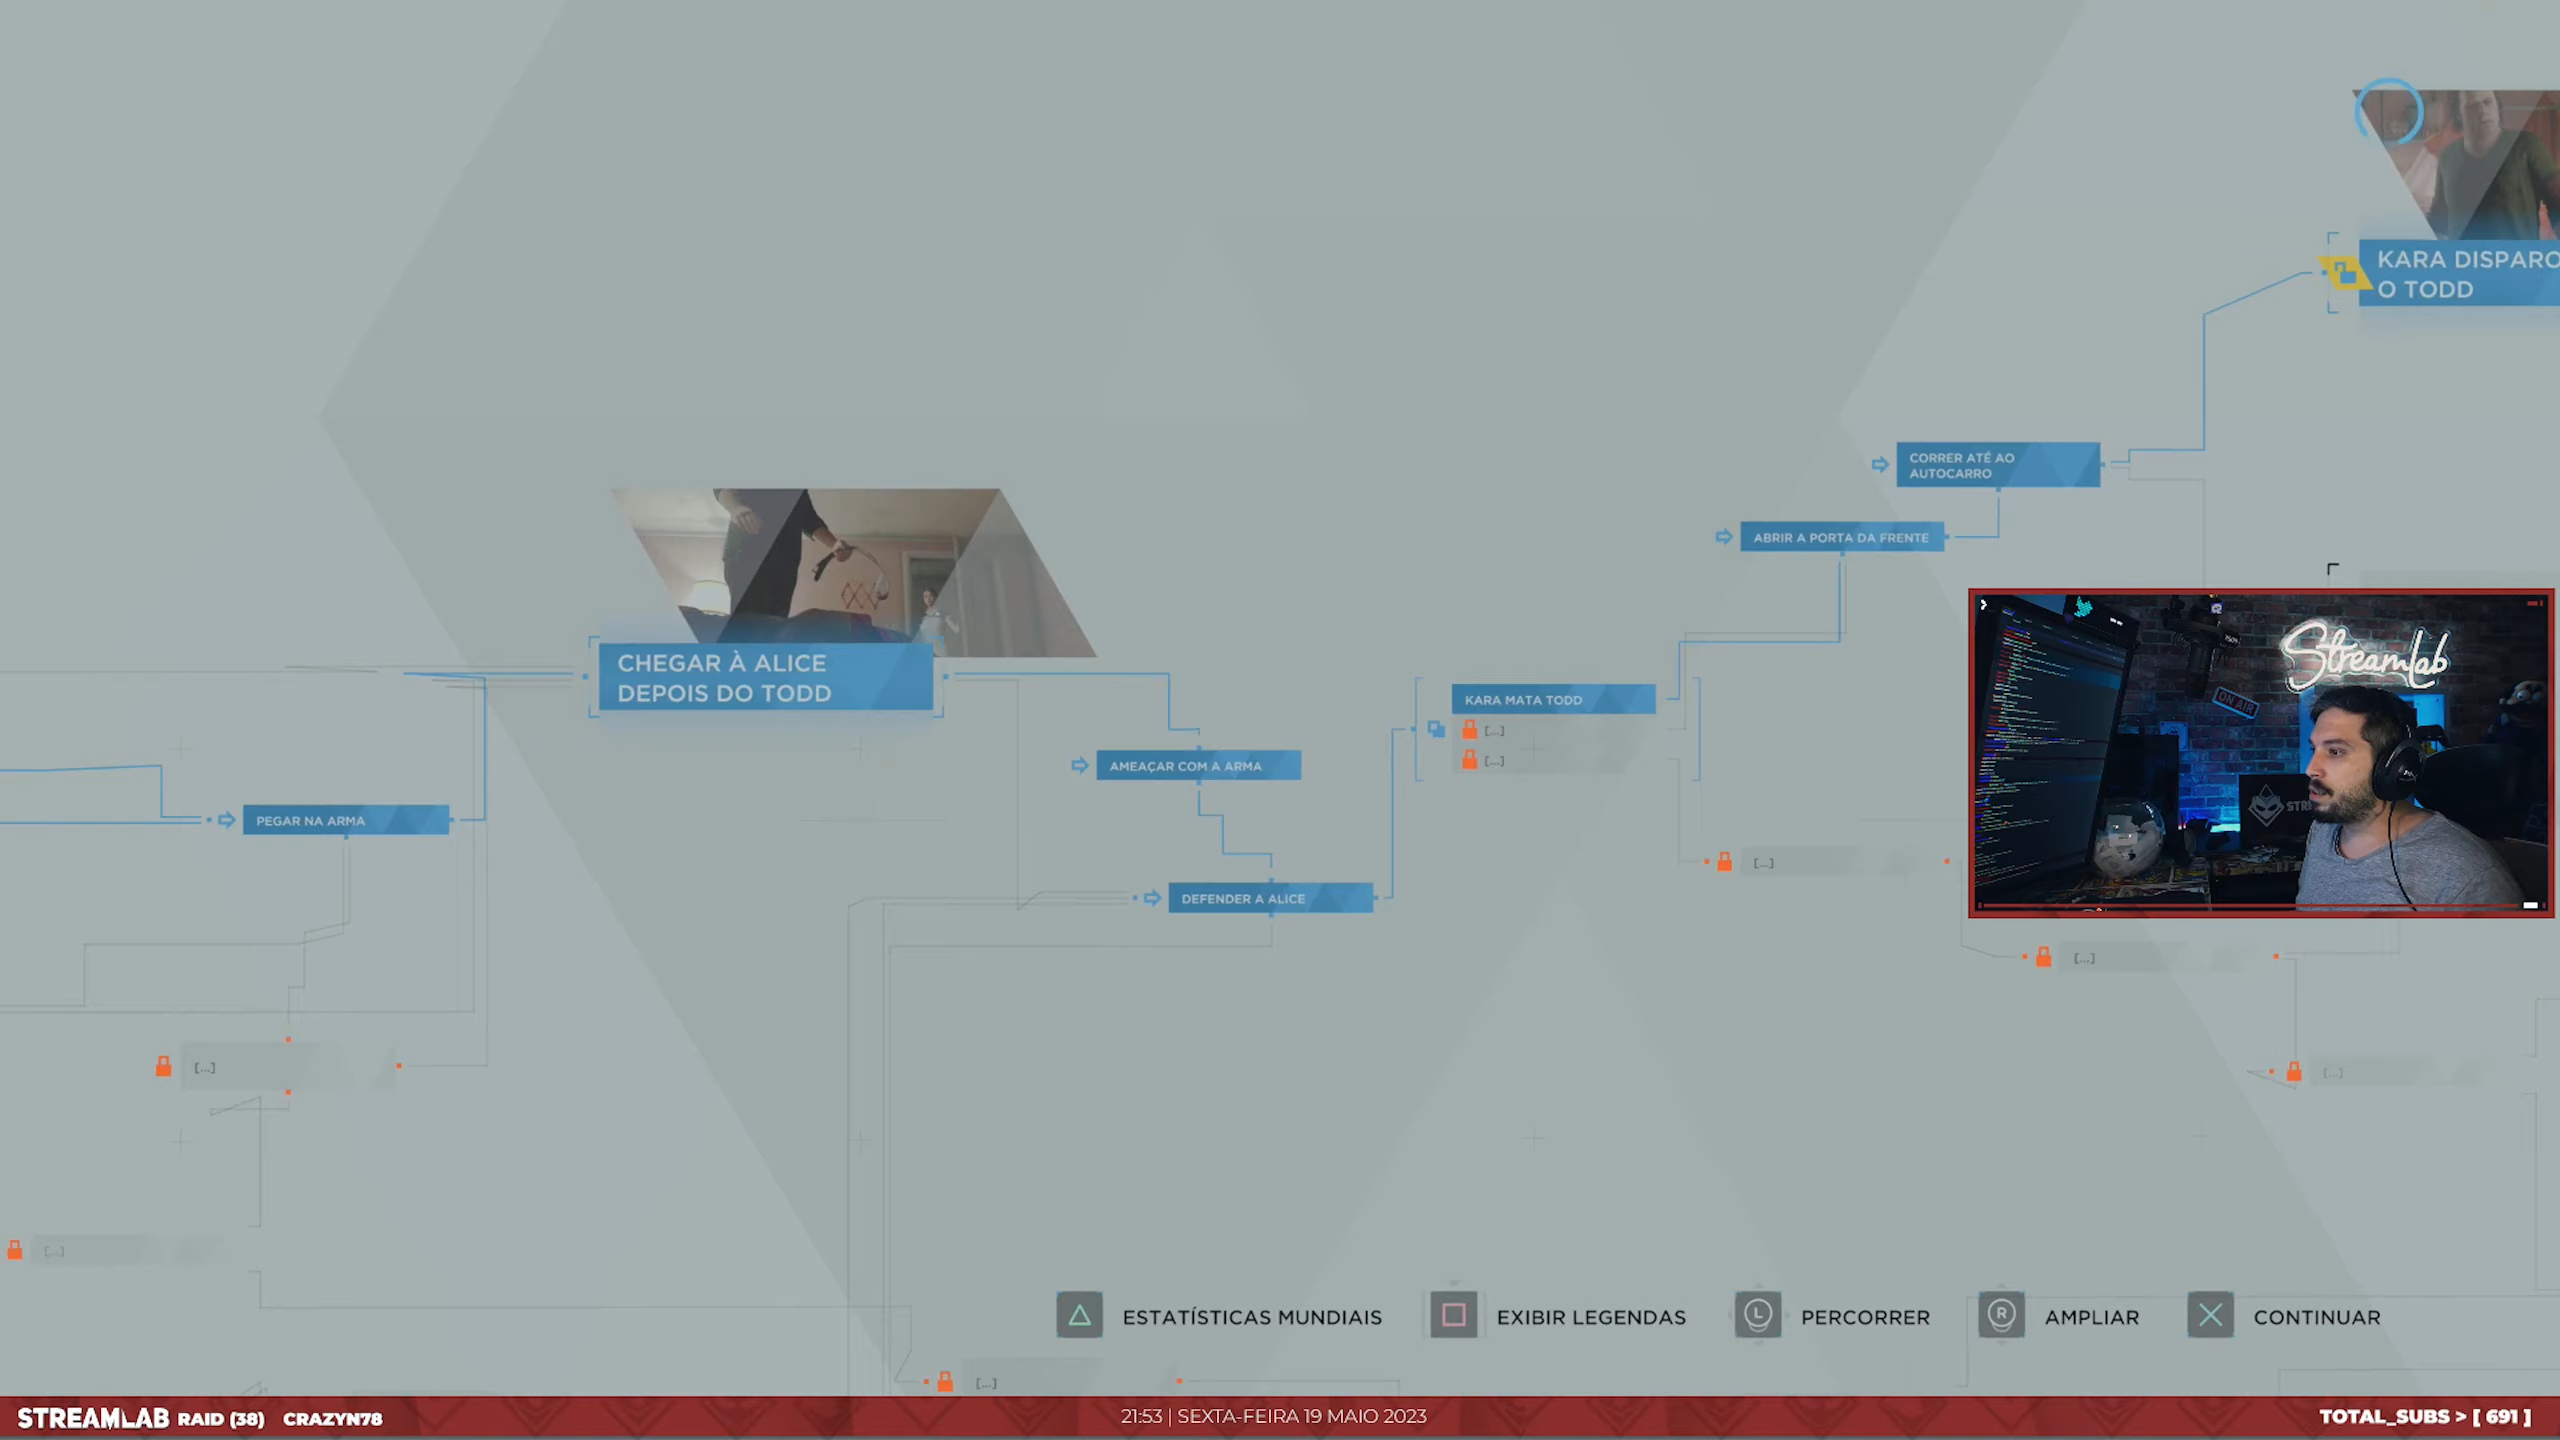 KARA DISPARO
O TODD
CORRER ATÉ AO
AUTOCARRO
ABRIR A PORTA DA FRENTE
CHEGAR À ALICE
DEPOIS DO TODD
KARA MATA TODD
[...]
[...]
AMEAÇAR COM A ARMA
PEGAR NA ARMA
DEFENDER A ALICE
[...]
[...]
[...]
[...]
[...]
[...]
Streamlab
ON AIR
ESTATÍSTICAS MUNDIAIS
EXIBIR LEGENDAS
L
PERCORRER
R
AMPLIAR
CONTINUAR
STREAMLAB RAID (38) CRAZYN78
21:53 | SEXTA-FEIRA 19 MAIO 2023
TOTAL_SUBS > [ 691 ]